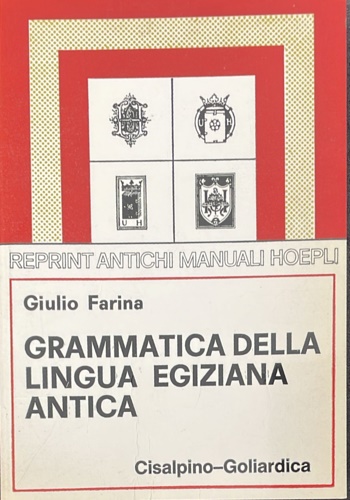 U H
REPRINT ANTICHI MANUALI HOEPLI
Giulio Farina
GRAMMATICA DELLA
LINGUA EGIZIANA
ANTICA
Cisalpino–Goliardica